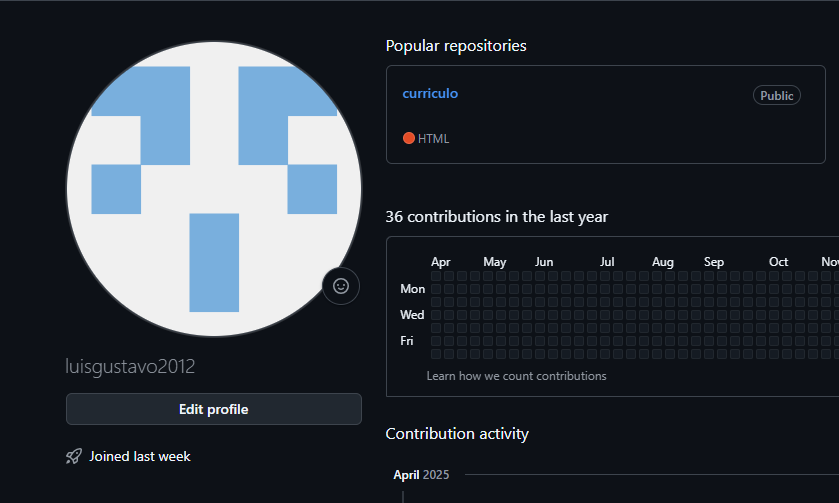 Popular repositories
curriculo
Public
HTML
36 contributions in the last year
Apr May Jun Jul Aug Sep Oct
Mon
Wed
Fri
Learn how we count contributions
luisgustavo2012
Edit profile
Joined last week
Contribution activity
April 2025